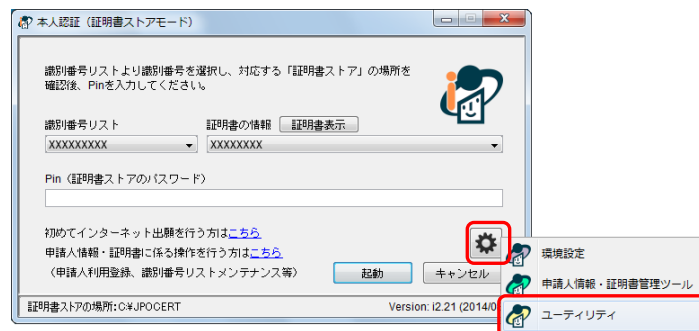 本人認証（証明書ストアモード）
識別番号リストより識別番号を選択し、対応する「証明書ストア」の場所を
確認後、Pinを入力してください。
識別番号リスト 証明書の情報 証明書表示
XXXXXXXXX XXXXXXXX
Pin（証明書ストアのパスワード）
初めてインターネット出願を行う方はこちら
申請人情報・証明書に係る操作を行う方はこちら
（申請人利用登録、識別番号リストメンテナンス等） 起動 キャンセル
環境設定
申請人情報・証明書管理ツール
証明書ストアの場所:C:¥JPOCERT Version: i2.21 (2014/0
ユーティリティ